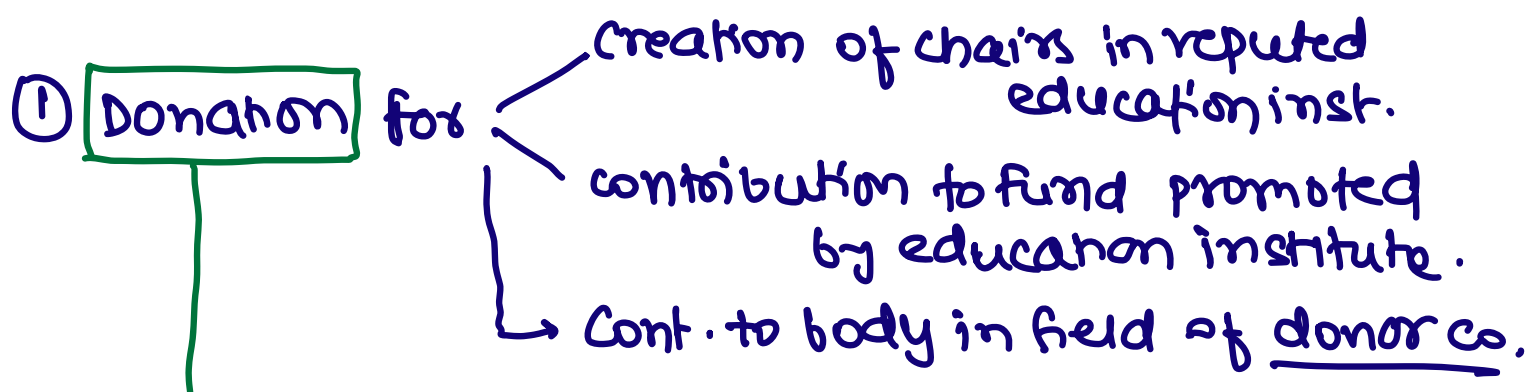 creation of chairs in reputed
① Donation for
education inst.
contribution to fund promoted
by education institute.
Cont. to body in field of donor co.